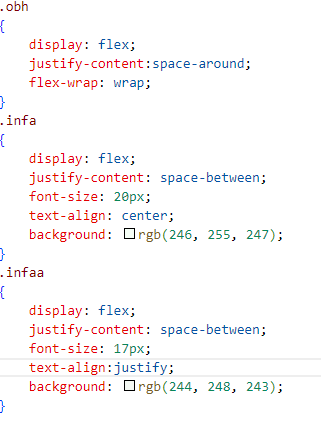 .obh
{
    display: flex;
    justify-content:space-around;
    flex-wrap: wrap;
}
.infa
{
    display: flex;
    justify-content: space-between;
    font-size: 20px;
    text-align: center;
    background: rgb(246, 255, 247);
}
.infaa
{
    display: flex;
    justify-content: space-between;
    font-size: 17px;
    text-align:justify;
    background: rgb(244, 248, 243);
}